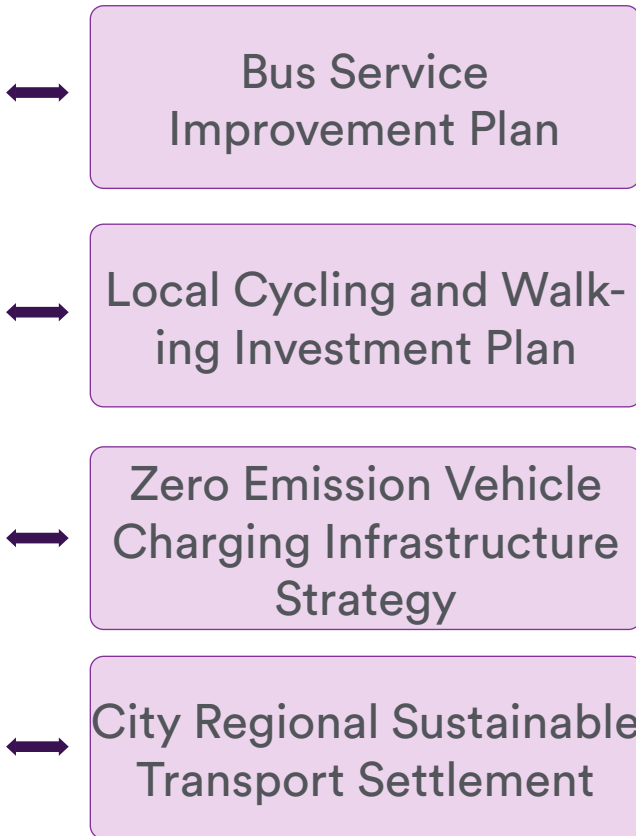 Bus Service
Improvement Plan
Local Cycling and Walk-
ing Investment Plan
Zero Emission Vehicle
Charging Infrastructure
Strategy
City Regional Sustainable
Transport Settlement